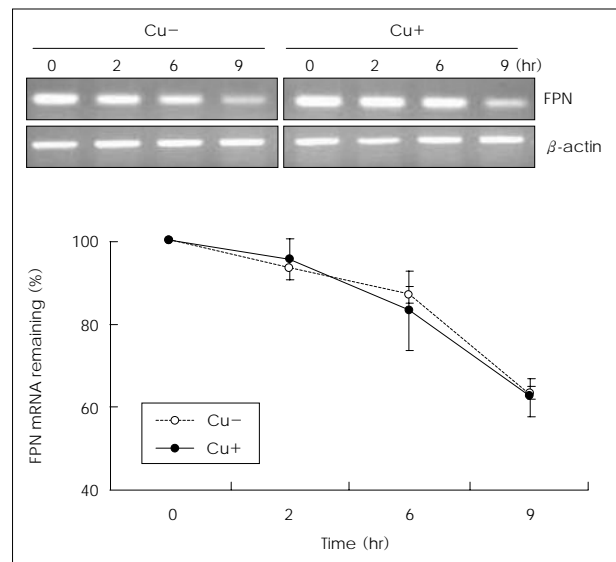 Cu− Cu+
0 2 6 9 0 2 6 9 (hr)
FPN
β-actin
FPN mRNA remaining (%)
100
80
60
40
Cu−
Cu+
0 2 6 9
Time (hr)